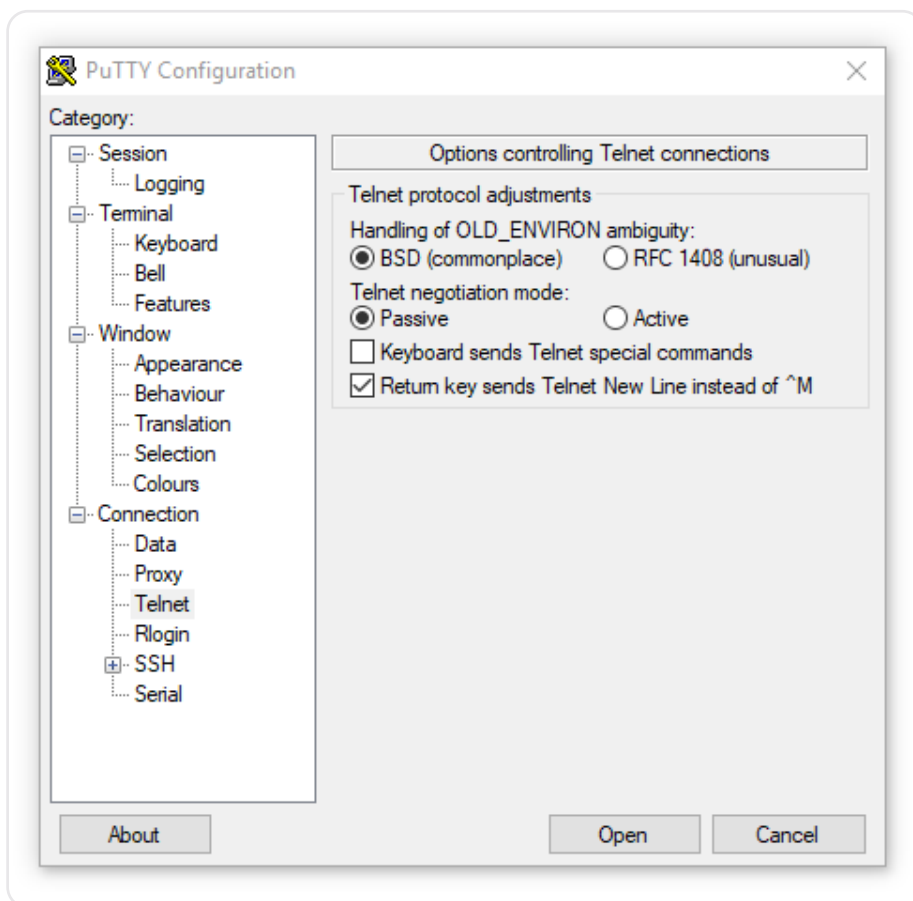 PuTTY Configuration
Category:
Session
Logging
Terminal
Keyboard
Bell
Features
Window
Appearance
Behaviour
Translation
Selection
Colours
Connection
Data
Proxy
Telnet
Rlogin
SSH
Serial
Options controlling Telnet connections
Telnet protocol adjustments
Handling of OLD_ENVIRON ambiguity:
BSD (commonplace) RFC 1408 (unusual)
Telnet negotiation mode:
Passive Active
Keyboard sends Telnet special commands
Return key sends Telnet New Line instead of ^M
About Open Cancel